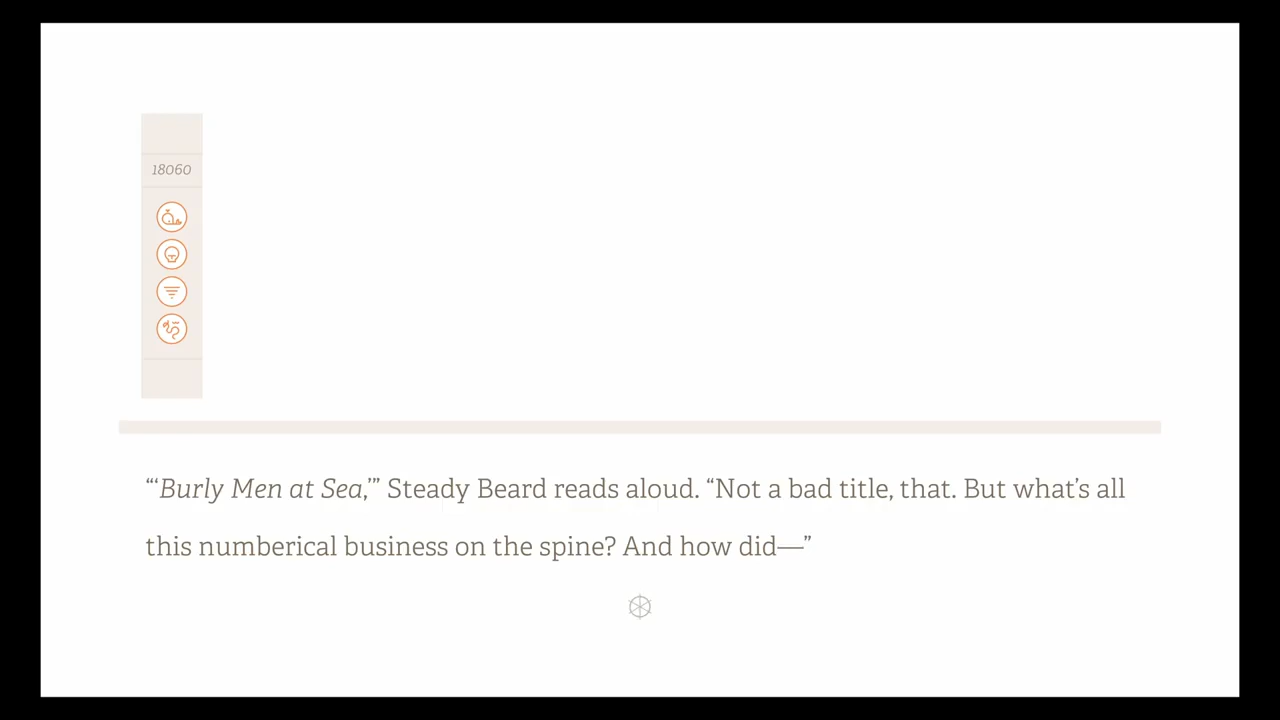 18060
“‘Burly Men at Sea,’” Steady Beard reads aloud. “Not a bad title, that. But what’s all
this numberical business on the spine? And how did—”